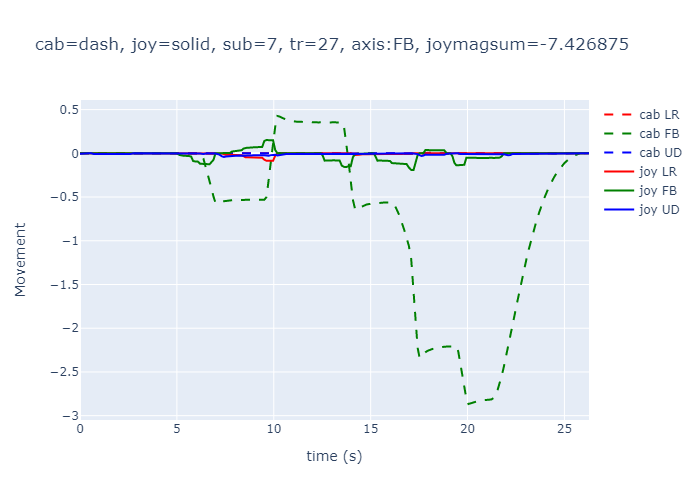 cab=dash, joy=solid, sub=7, tr=27, axis:FB, joymagsum=-7.426875
cab LR
cab FB
cab UD
joy LR
joy FB
joy UD
Movement
0.5
0
−0.5
−1
−1.5
−2
−2.5
−3
0
5
10
15
20
25
time (s)